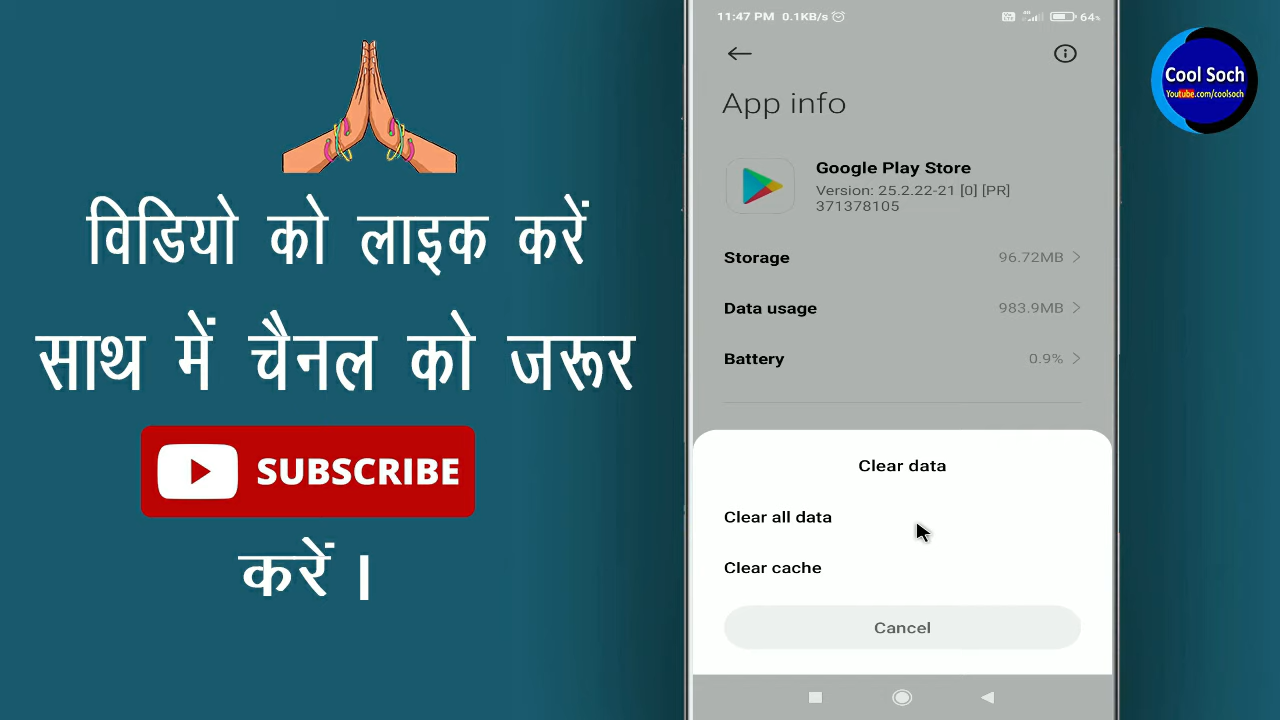 विडियो को लाइक करें
साथ में चैनल को जरूर
SUBSCRIBE
करें।
11:47 PM 0.1KB/s
64%
App info
Google Play Store
Version: 25.2.22-21 [0] [PR]
371378105
Storage 96.72MB
Data usage 983.9MB
Battery 0.9%
Clear data
Clear all data
Clear cache
Cancel
Cool Soch
Youtube.com/coolsoch